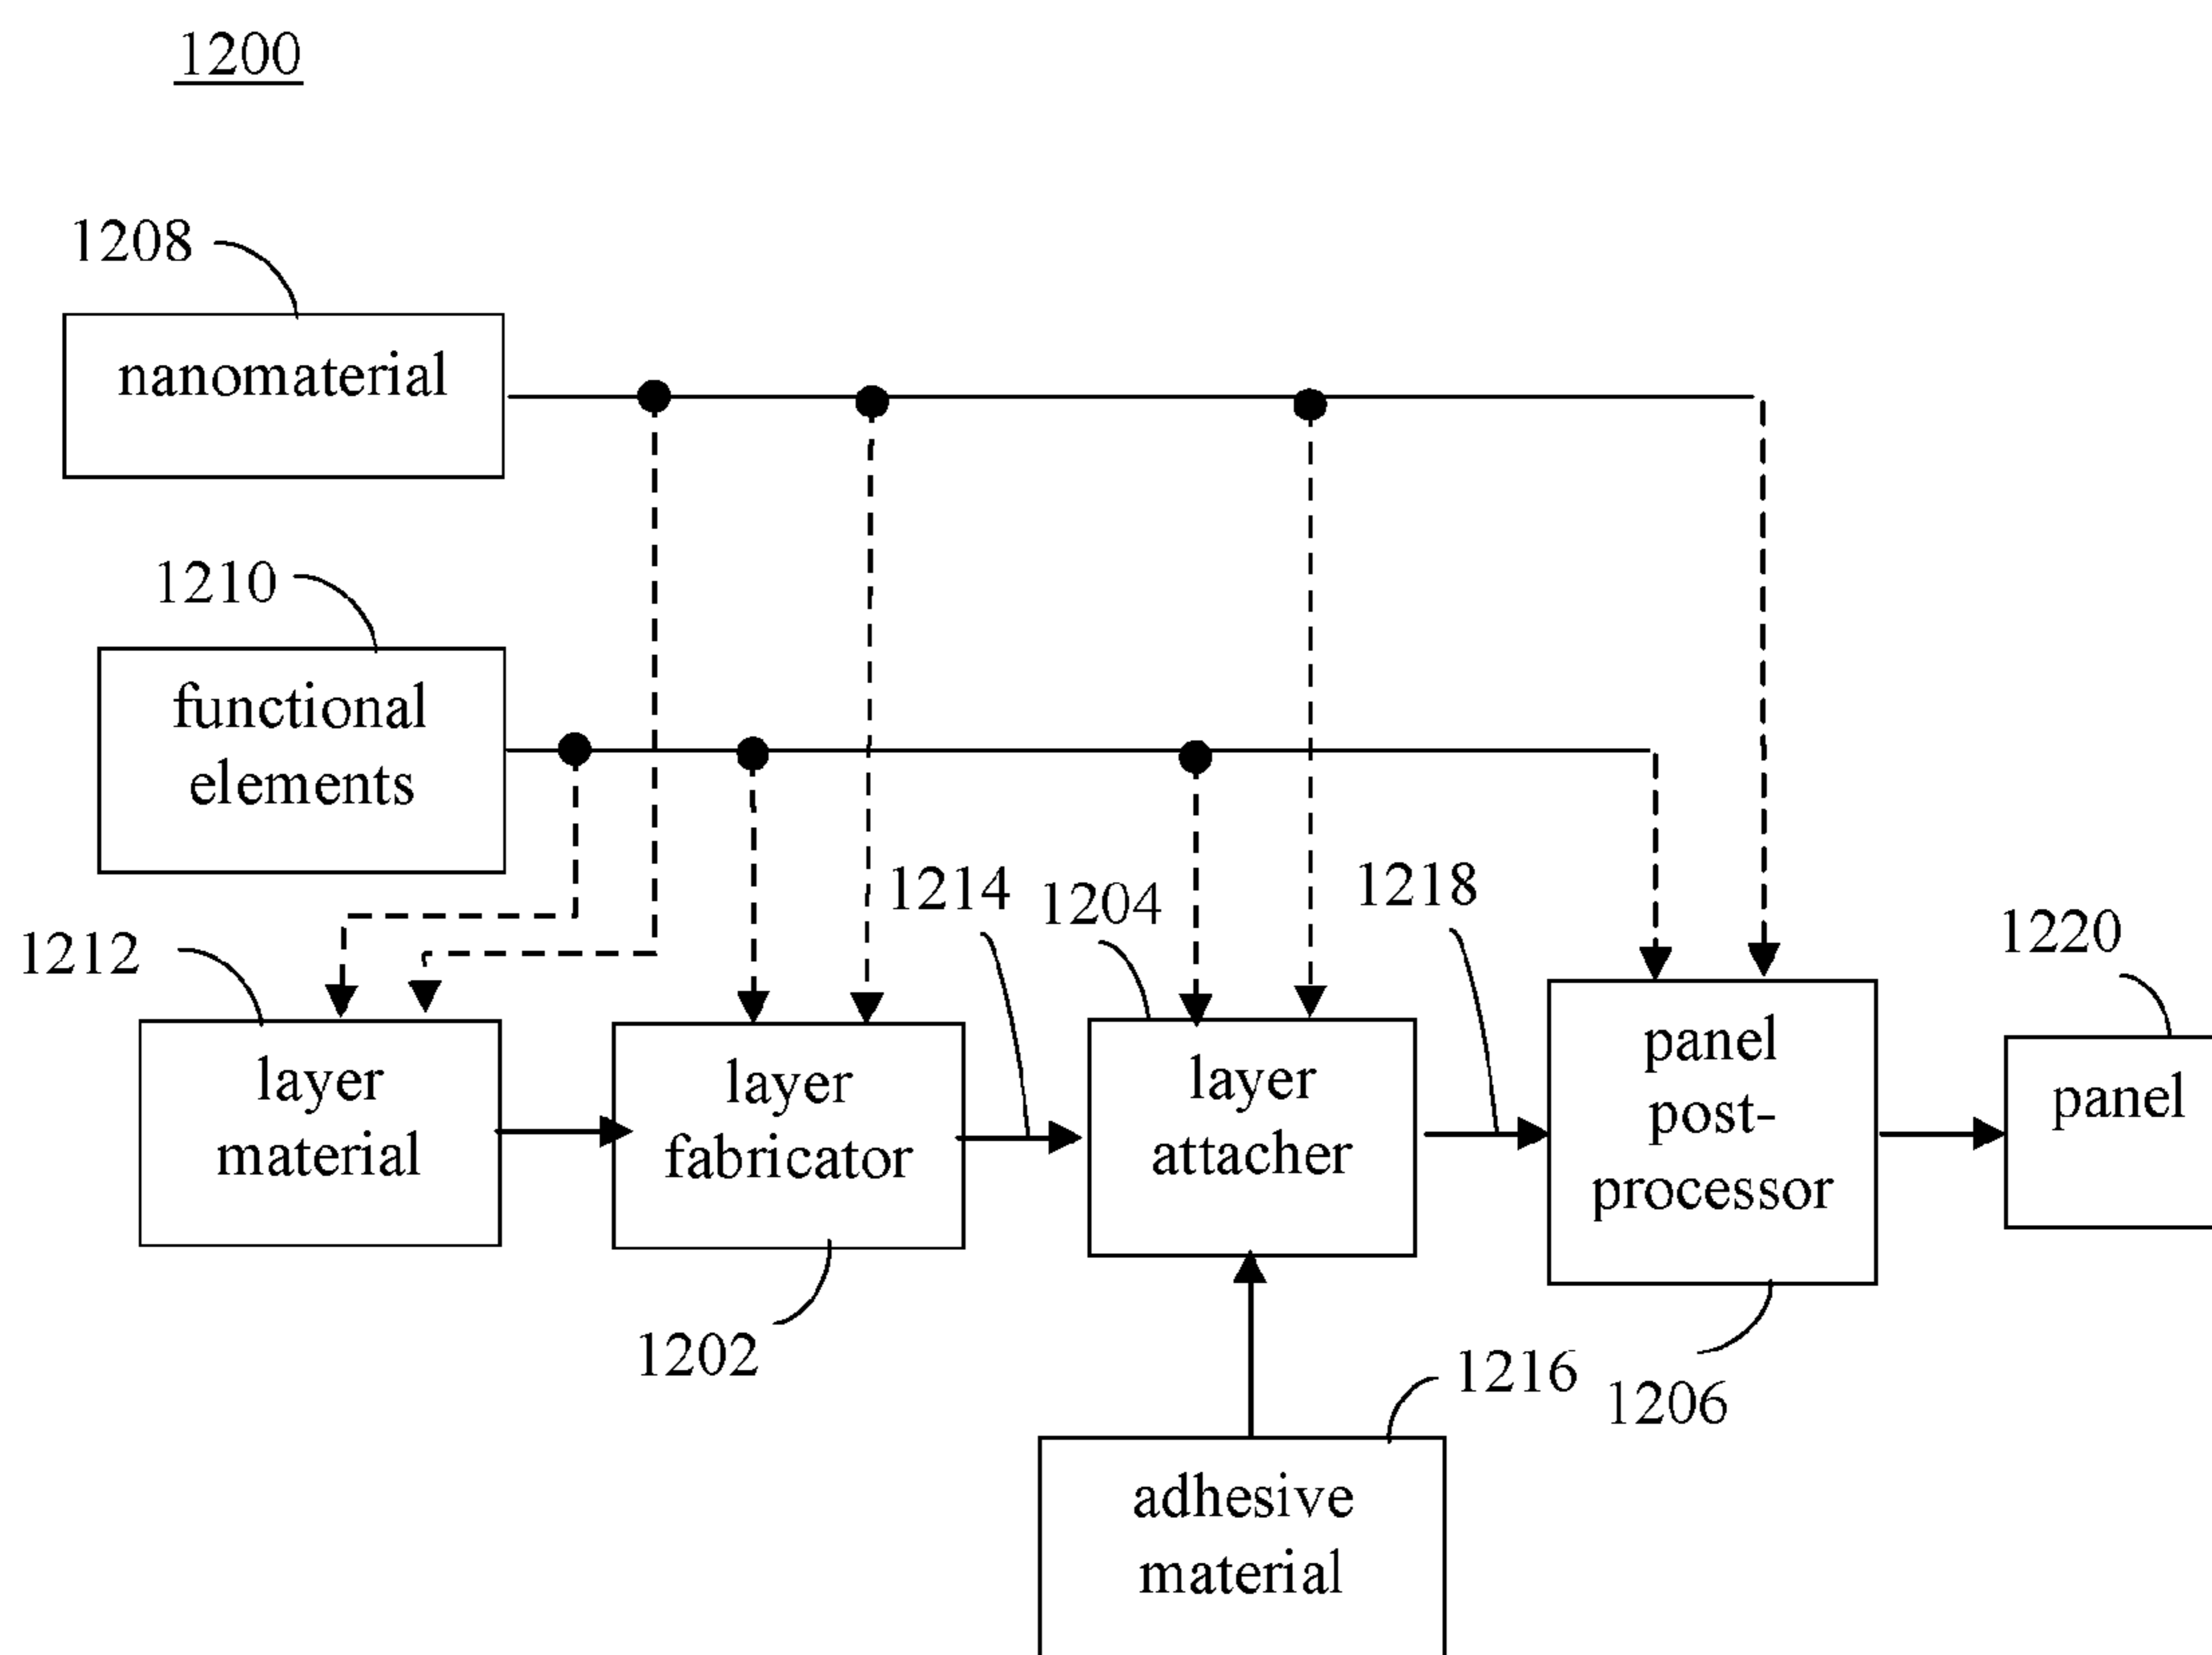 1200
1208
nanomaterial
1210
functional
elements
1214
1204
1218
1212
1220
layer
material
layer
fabricator
layer
attacher
panel
post-
processor
panel
1202
1216
1206
adhesive
material